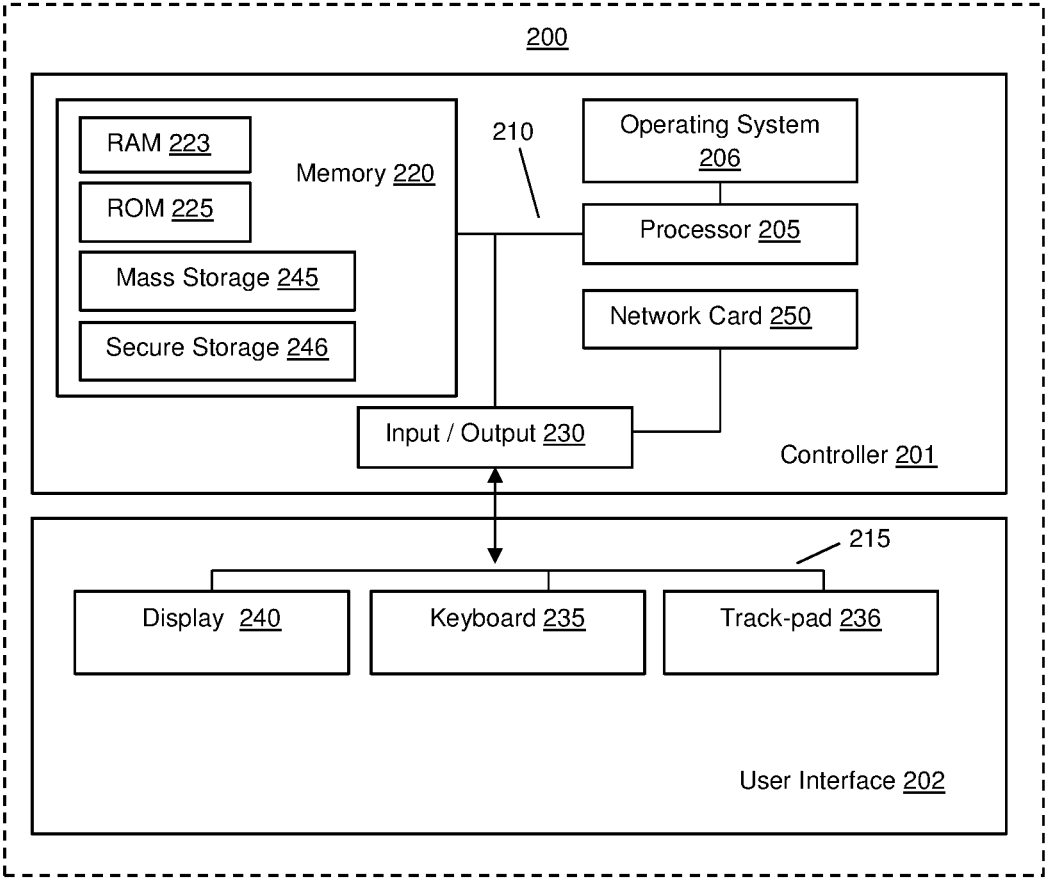 200
RAM 223
Memory 220
ROM 225
Mass Storage 245
Secure Storage 246
210
Operating System
206
Processor 205
Network Card 250
Input / Output 230
Controller 201
215
Display 240
Keyboard 235
Track-pad 236
User Interface 202